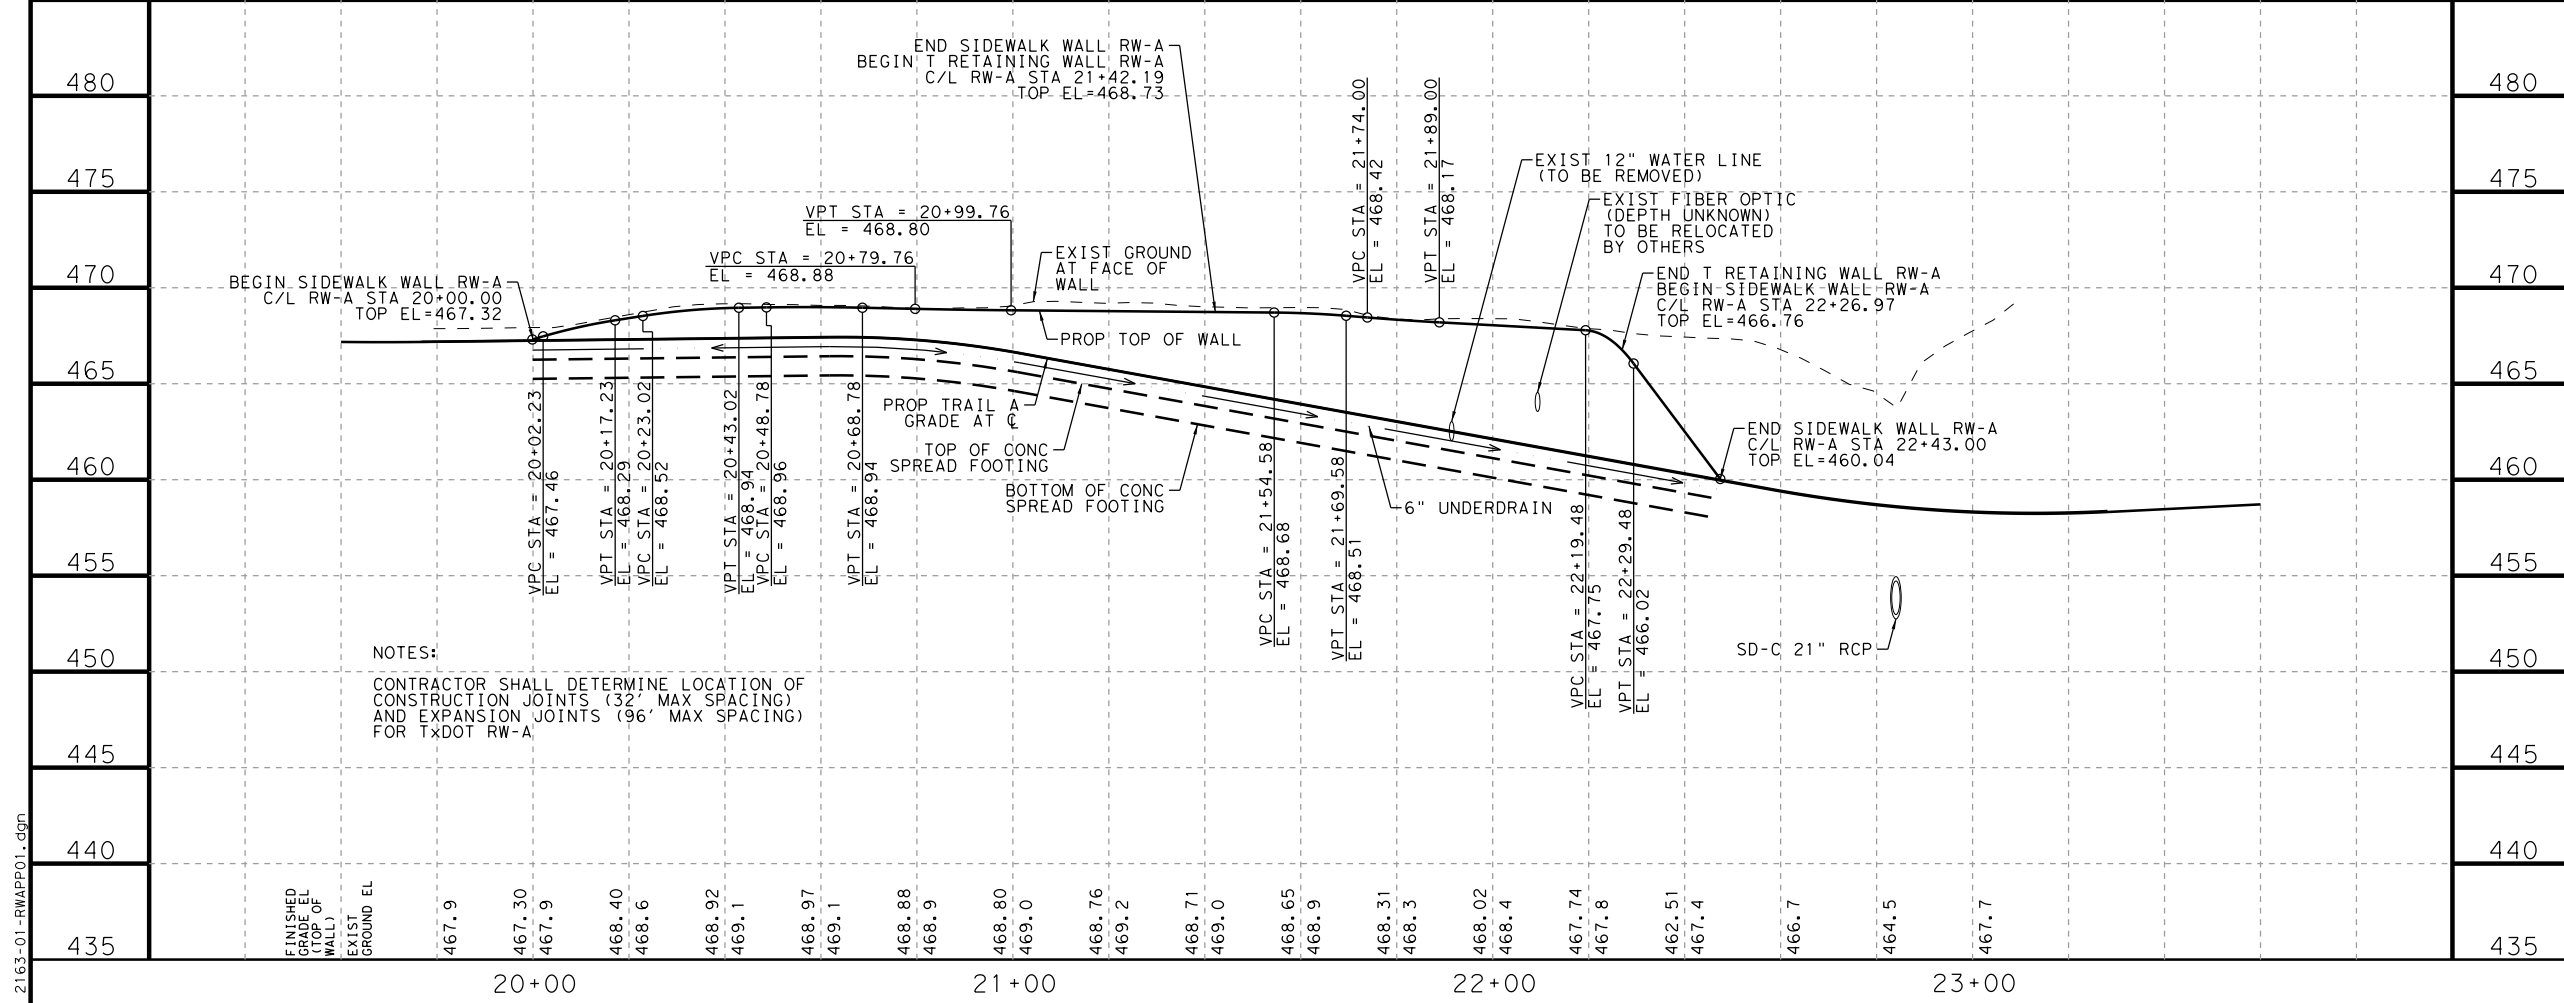 END SIDEWALK WALL RW-A
BEGIN T RETAINING WALL RW-A
C/L RW-A STA 21+42.19
TOP EL=468.73
480
480
475
475
470
470
465
465
460
460
455
455
450
450
445
445
440
440
435
435
VPC STA = 21+74.00
EL = 468.42
VPT STA = 21+89.00
EL = 468.17
EXIST 12" WATER LINE
(TO BE REMOVED)
EXIST FIBER OPTIC
(DEPTH UNKNOWN)
TO BE RELOCATED
BY OTHERS
VPT STA = 20+99.76
EL = 468.80
VPC STA = 20+79.76
EL = 468.88
EXIST GROUND
AT FACE OF
WALL
BEGIN SIDEWALK WALL RW-A
C/L RW-A STA 20+00.00
TOP EL=467.32
END T RETAINING WALL RW-A
BEGIN SIDEWALK WALL RW-A
C/L RW-A STA 22+26.97
TOP EL=466.76
PROP TOP OF WALL
PROP TRAIL A
GRADE AT ℄
TOP OF CONC
SPREAD FOOTING
BOTTOM OF CONC
SPREAD FOOTING
6" UNDERDRAIN
END SIDEWALK WALL RW-A
C/L RW-A STA 22+43.00
TOP EL=460.04
VPC STA = 20+02.23
EL = 467.46
VPT STA = 20+17.23
EL = 468.29
VPC STA = 20+23.02
EL = 468.52
VPT STA = 20+43.02
EL = 468.94
VPC STA = 20+48.78
EL = 468.96
VPT STA = 20+68.78
EL = 468.94
VPC STA = 21+54.58
EL = 468.68
VPT STA = 21+69.58
EL = 468.51
VPC STA = 22+19.48
EL = 467.75
VPT STA = 22+29.48
EL = 466.02
SD-C 21" RCP
NOTES:
CONTRACTOR SHALL DETERMINE LOCATION OF
CONSTRUCTION JOINTS (32' MAX SPACING)
AND EXPANSION JOINTS (96' MAX SPACING)
FOR TxDOT RW-A
2163-01-RWAPP01.dgn
FINISHED
GRADE EL
(TOP OF
WALL)
EXIST
GROUND EL
467.9
467.30
467.9
468.40
468.6
468.92
469.1
468.97
469.1
468.88
468.9
468.80
469.0
468.76
469.2
468.71
469.0
468.65
468.9
468.31
468.3
468.02
468.4
467.74
467.8
462.51
467.4
466.7
464.5
467.7
20+00
21+00
22+00
23+00